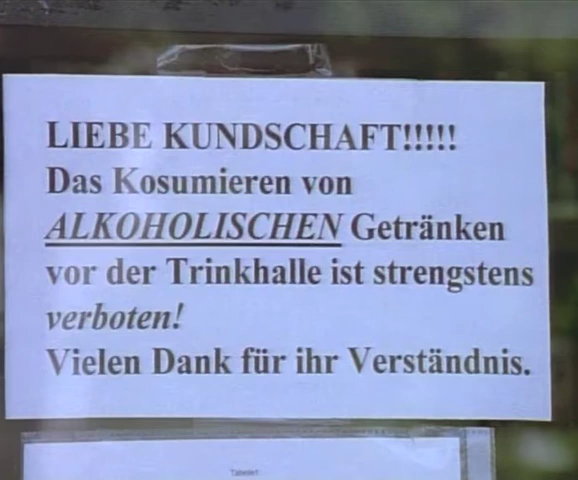 LIEBE KUNDSCHAFT!!!!!
Das Kosumieren von
ALKOHOLISCHEN Getränken
vor der Trinkhalle ist strengstens
verboten!
Vielen Dank für ihr Verständnis.